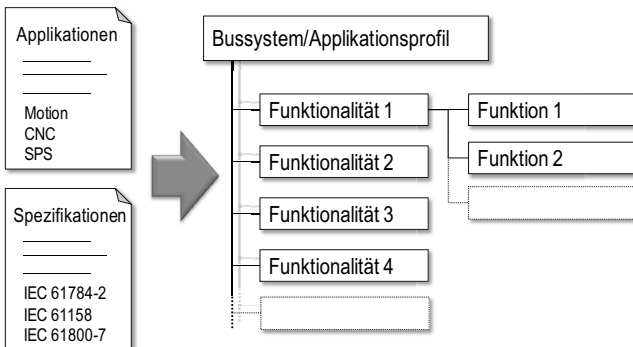 Applikationen
Motion
CNC
SPS
Spezifikationen
IEC 61784-2
IEC 61158
IEC 61800-7
Bussystem/Applikationsprofil
Funktionalität 1
Funktionalität 2
Funktionalität 3
Funktionalität 4
Funktion 1
Funktion 2